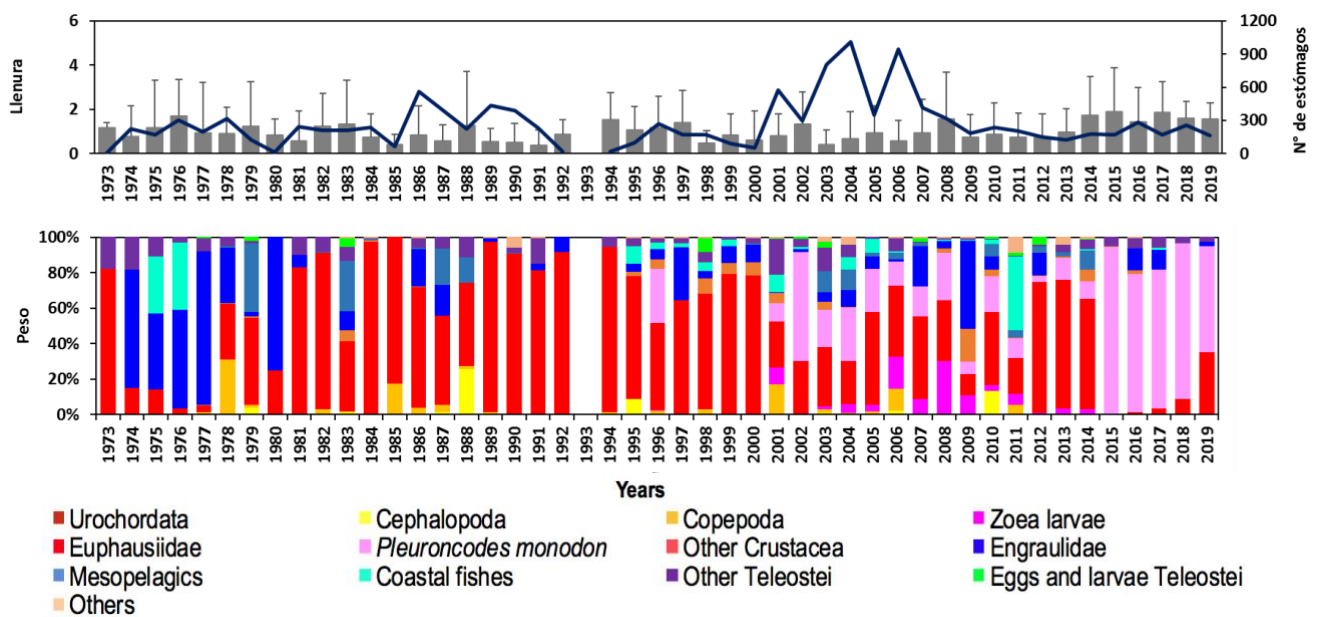 6
4
2
0
Llenura
1200
900
600
300
0
N° de estómagos
1973 1974 1975 1976 1977 1978 1979 1980 1981 1982 1983 1984 1985 1986 1987 1988 1989 1990 1991 1992 1993 1994 1995 1996 1997 1998 1999 2000 2001 2002 2003 2004 2005 2006 2007 2008 2009 2010 2011 2012 2013 2014 2015 2016 2017 2018 2019
100%
80%
60%
40%
20%
0%
Peso
1973 1974 1975 1976 1977 1978 1979 1980 1981 1982 1983 1984 1985 1986 1987 1988 1989 1990 1991 1992 1993 1994 1995 1996 1997 1998 1999 2000 2001 2002 2003 2004 2005 2006 2007 2008 2009 2010 2011 2012 2013 2014 2015 2016 2017 2018 2019
Years
Urochordata Cephalopoda Copepoda Zoea larvae
Euphausiidae Pleuroncodes monodon Other Crustacea Engraulidae
Mesopelagics Coastal fishes Other Teleostei Eggs and larvae Teleostei
Others